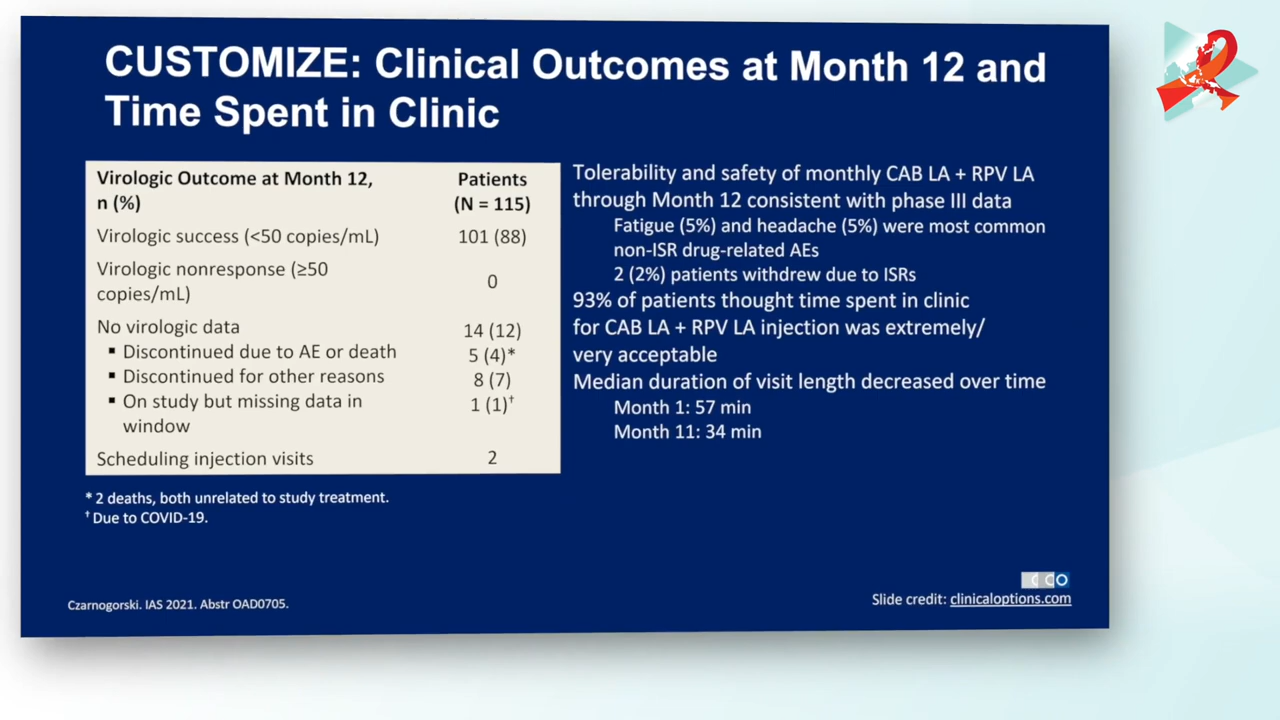 CUSTOMIZE: Clinical Outcomes at Month 12 and
Time Spent in Clinic
Virologic Outcome at Month 12,
n (%)
Patients
(N = 115)
Virologic success (<50 copies/mL)
101 (88)
Virologic nonresponse (≥50
copies/mL)
0
No virologic data
14 (12)
▪ Discontinued due to AE or death
5 (4)*
▪ Discontinued for other reasons
8 (7)
▪ On study but missing data in
window
1 (1)†
Scheduling injection visits
2
* 2 deaths, both unrelated to study treatment.
† Due to COVID-19.
Tolerability and safety of monthly CAB LA + RPV LA
through Month 12 consistent with phase III data
Fatigue (5%) and headache (5%) were most common
non-ISR drug-related AEs
2 (2%) patients withdrew due to ISRs
93% of patients thought time spent in clinic
for CAB LA + RPV LA injection was extremely/
very acceptable
Median duration of visit length decreased over time
Month 1: 57 min
Month 11: 34 min
CCO
Czarnogorski. IAS 2021. Abstr OAD0705.
Slide credit: clinicaloptions.com